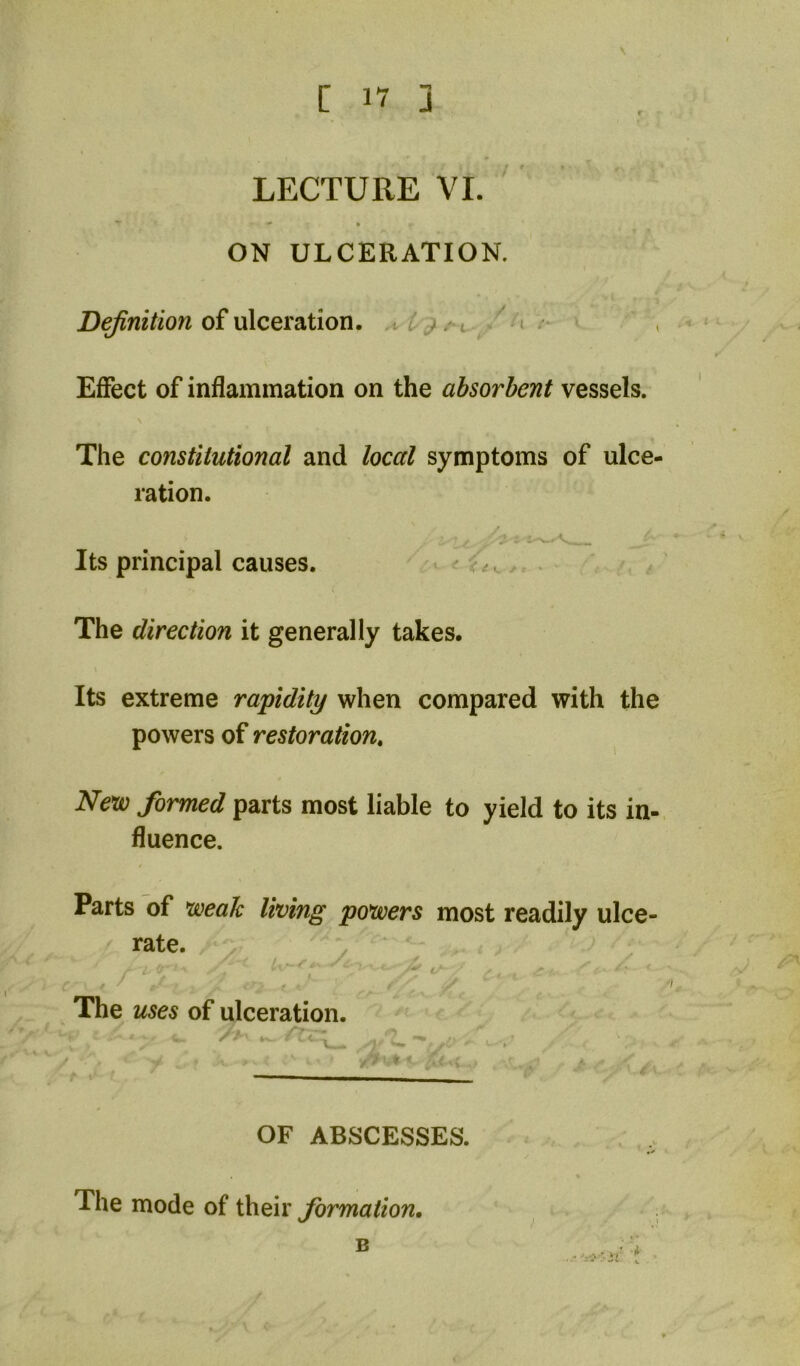 [ 17 ]
LECTURE VI.
ON ULCERATION.
Definition of ulceration.
Effect of inflammation on the absorbent vessels.
The constitutional and local symptoms of ulce-
ration.
Its principal causes.
The direction it generally takes.
Its extreme rapidity when compared with the
powers of restoration.
New formed parts most liable to yield to its in-
fluence.
Parts of weak living powers most readily ulce-
rate.
The uses of ulceration.
OF ABSCESSES.
The mode of their formation.
B